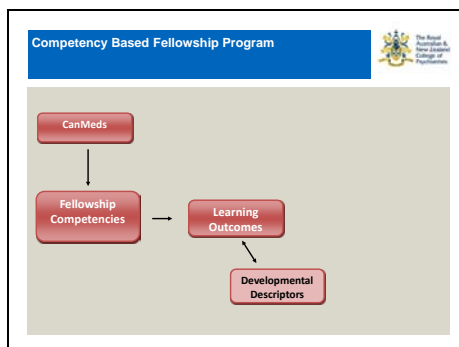 Competency Based Fellowship Program
The Royal
Australian &
New Zealand
College of
Psychiatrists
CanMeds
Fellowship
Competencies
Learning
Outcomes
Developmental
Descriptors